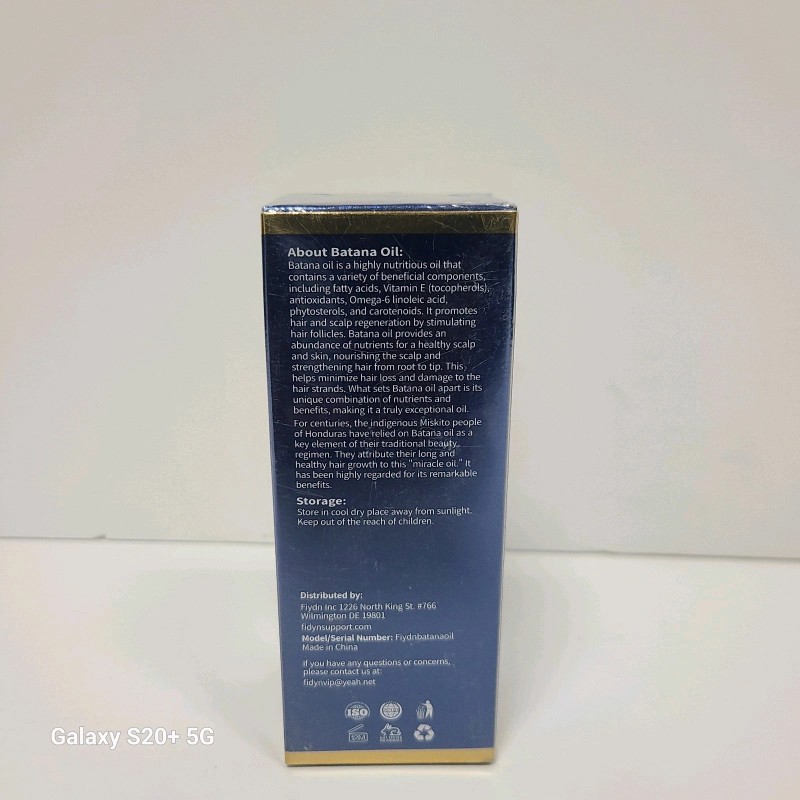 About Batana Oil:
Batana oil is a highly nutritious oil that
contains a variety of beneficial components,
including fatty acids, Vitamin E (tocopherols),
antioxidants, Omega-6 linoleic acid,
phytosterols, and carotenoids. It promotes
hair and scalp regeneration by stimulating
hair follicles. Batana oil provides an
abundance of nutrients for a healthy scalp
and skin, nourishing the scalp and
strengthening hair from root to tip. This
helps minimize hair loss and damage to the
hair strands. What sets Batana oil apart is its
unique combination of nutrients and
benefits, making it a truly exceptional oil.
For centuries, the indigenous Miskito people
of Honduras have relied on Batana oil as a
key element of their traditional beauty
regimen. They attribute their long and
healthy hair growth to this "miracle oil." It
has been highly regarded for its remarkable
benefits.
Storage:
Store in cool dry place away from sunlight.
Keep out of the reach of children.
Distributed by:
Fiydn Inc 1226 North King St. #766
Wilmington DE 19801
fidynsupport.com
Model/Serial Number: Fiydnbatanaoil
Made in China
if you have any questions or concerns,
please contact us at:
fidynvip@yeah.net
ISO
12M
Galaxy S20+ 5G